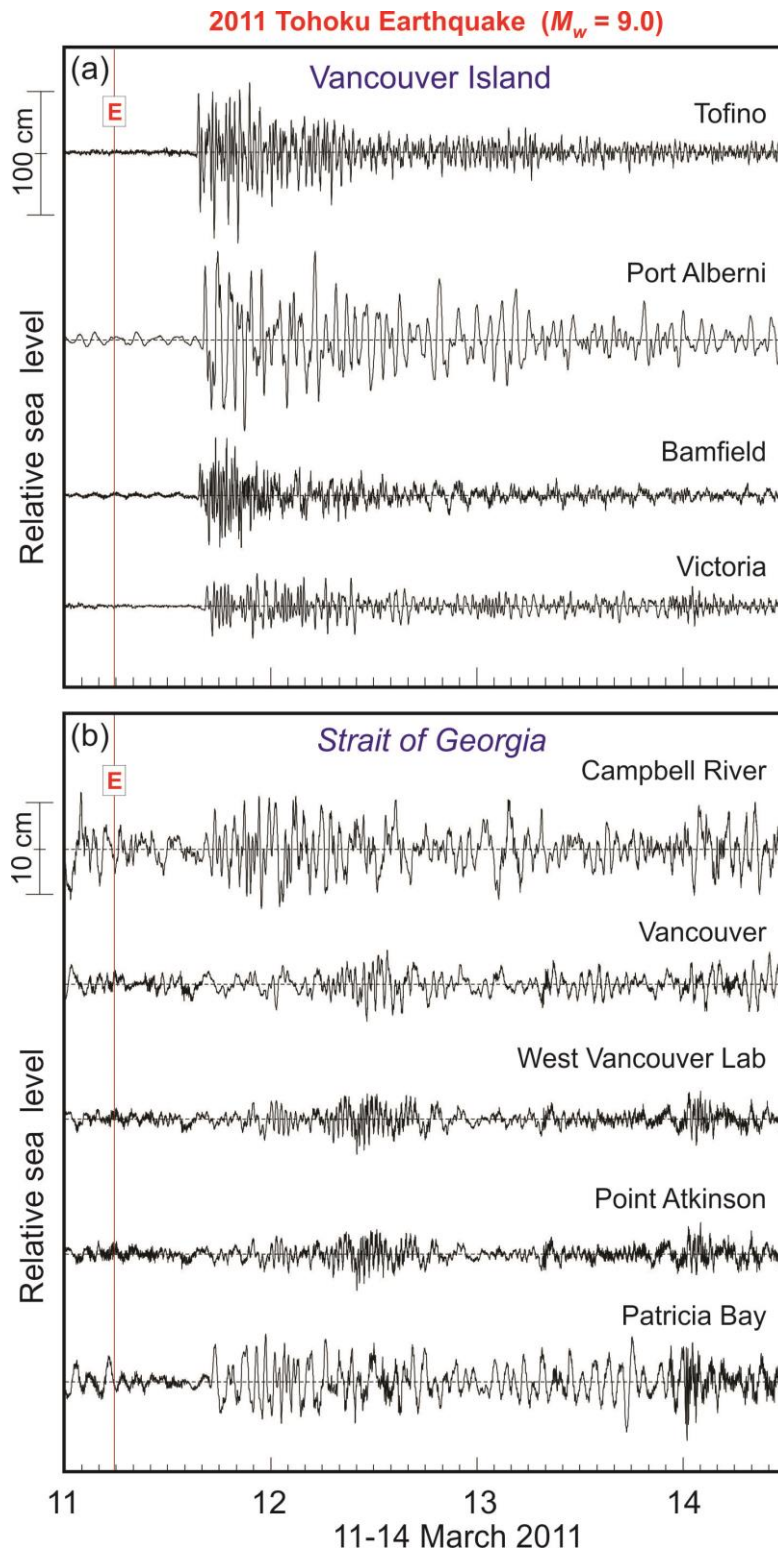 2011 Tohoku Earthquake (Mw = 9.0)
(a)
Vancouver Island
E
100 cm
Relative sea level
Tofino
Port Alberni
Bamfield
Victoria
(b)
Strait of Georgia
E
10 cm
Relative sea level
Campbell River
Vancouver
West Vancouver Lab
Point Atkinson
Patricia Bay
11 12 13 14
11-14 March 2011